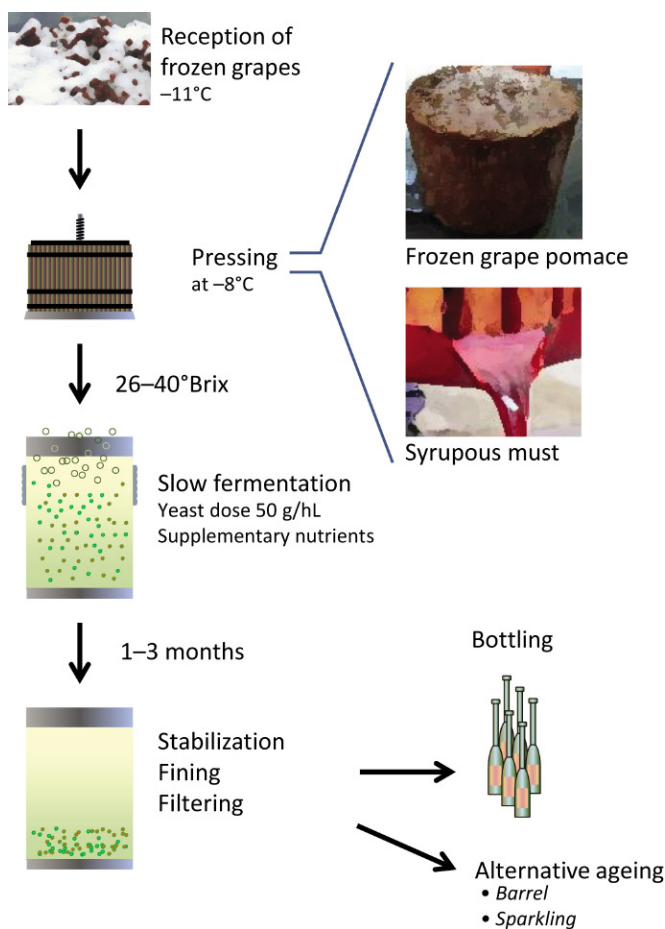 Reception of
frozen grapes
–11°C
Pressing
at –8°C
Frozen grape pomace
Syrupous must
26–40°Brix
Slow fermentation
Yeast dose 50 g/hL
Supplementary nutrients
1–3 months
Stabilization
Fining
Filtering
Bottling
Alternative ageing
• Barrel
• Sparkling